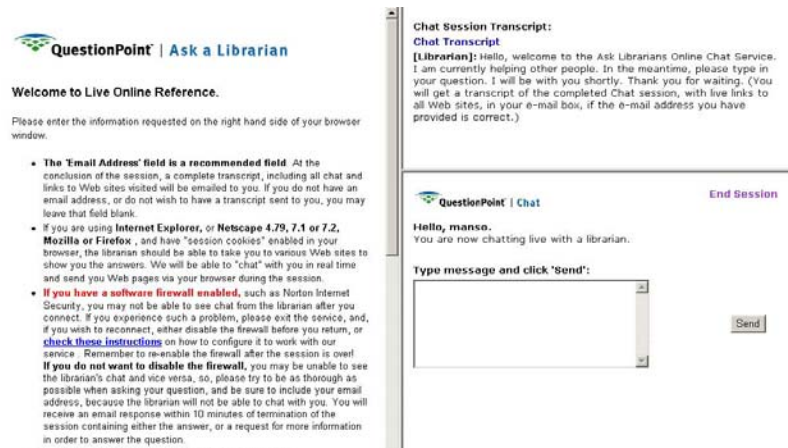 QuestionPoint® | Ask a Librarian
Welcome to Live Online Reference.
Please enter the information requested on the right hand side of your browser
window.
• The 'Email Address' field is a recommended field. At the
conclusion of the session, a complete transcript, including all chat and
links to Web sites visited will be emailed to you. If you do not have an
email address, or do not wish to have a transcript sent to you, you may
leave that field blank.
• If you are using Internet Explorer, or Netscape 4.79, 7.1 or 7.2,
Mozilla or Firefox , and have "session cookies" enabled in your
browser, the librarian should be able to take you to various Web sites to
show you the answers. We will be able to "chat" with you in real time
and send you Web pages via your browser during the session.
• If you have a software firewall enabled, such as Norton Internet
Security, you may not be able to see chat from the librarian after you
connect. If you experience such a problem, please exit the service, and,
if you wish to reconnect, either disable the firewall before you return, or
check these instructions on how to configure it to work with our
service . Remember to re-enable the firewall after the session is over!
If you do not want to disable the firewall, you may be unable to see
the librarian's chat and vice versa, so, please try to be as thorough as
possible when asking your question, and be sure to include your email
address, because the librarian will not be able to chat with you. You will
receive an email response within 10 minutes of termination of the
session containing either the answer, or a request for more information
in order to answer the question.
Chat Session Transcript:
Chat Transcript
[Librarian]: Hello, welcome to the Ask Librarians Online Chat Service.
I am currently helping other people. In the meantime, please type in
your question. I will be with you shortly. Thank you for waiting. (You
will get a transcript of the completed Chat session, with live links to
all Web sites, in your e-mail box, if the e-mail address you have
provided is correct.)
QuestionPoint® | Chat
End Session
Hello, manso.
You are now chatting live with a librarian.
Type message and click 'Send':
Send